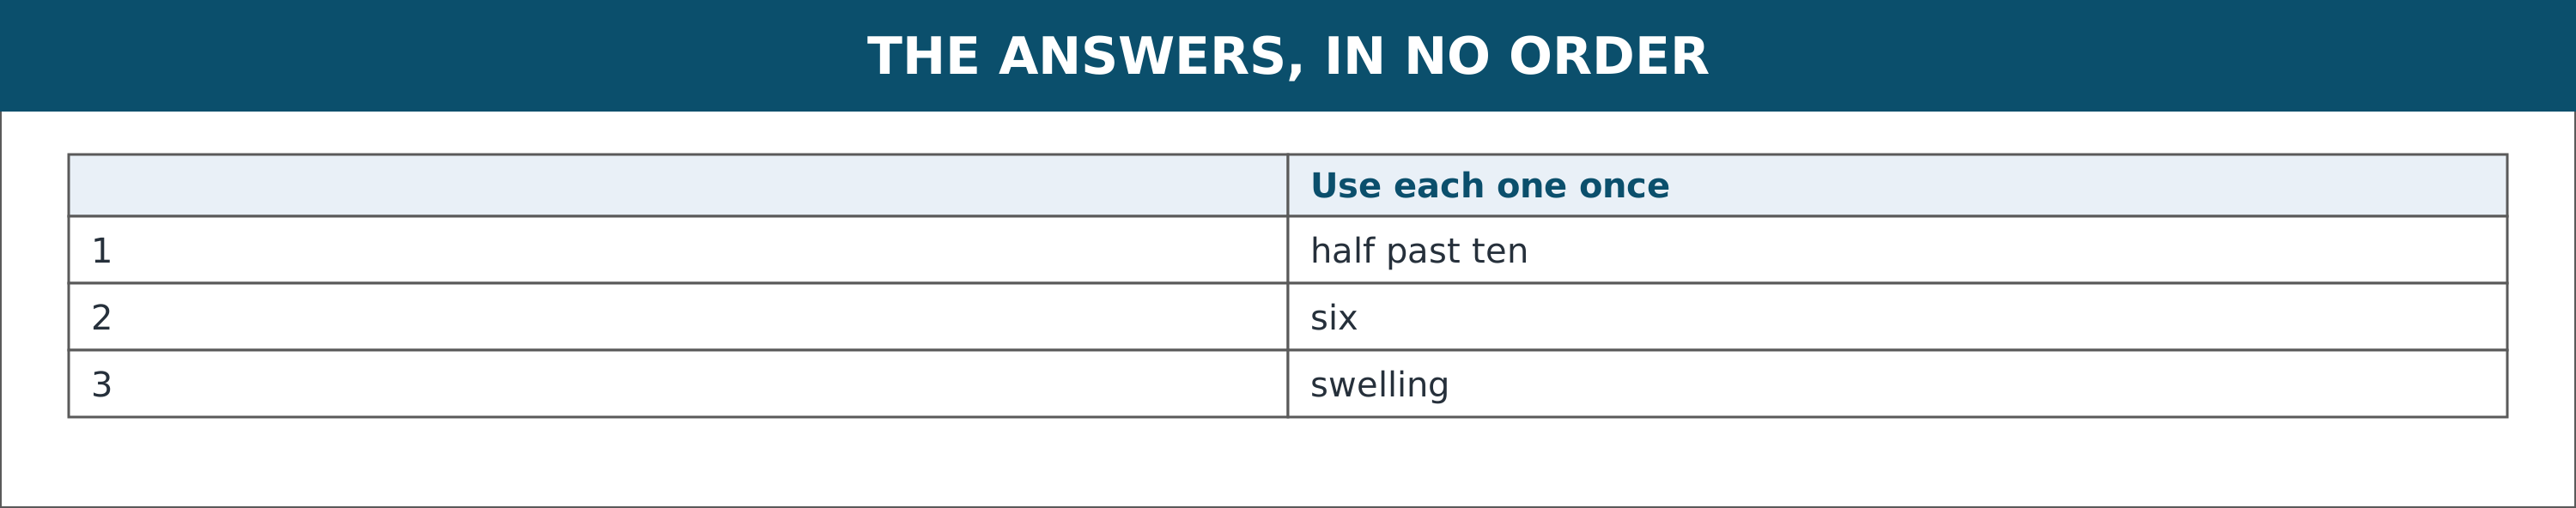 THE ANSWERS, IN NO ORDER
Use each one once
1 half past ten
2 six
3 swelling